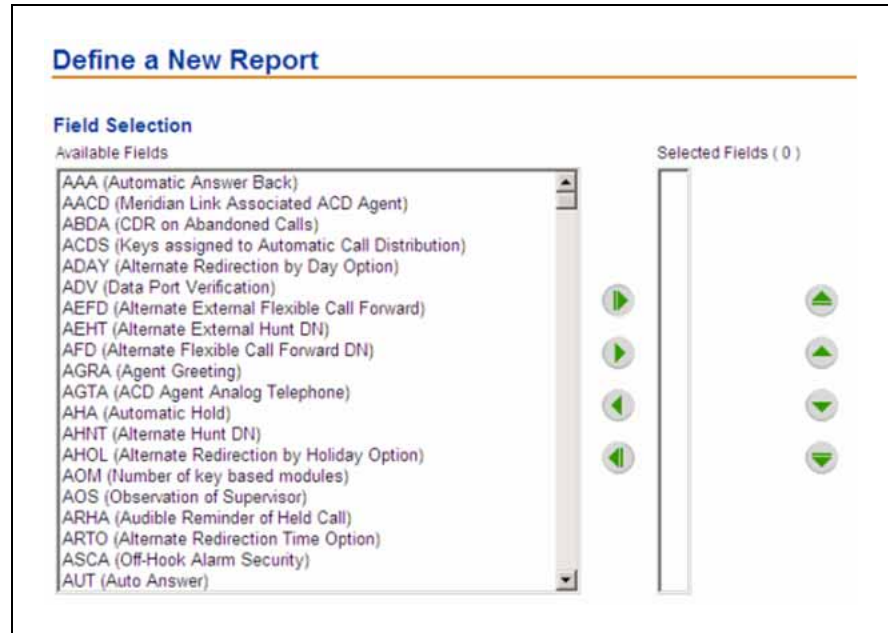 Define a New Report
Field Selection
Available Fields
Selected Fields ( 0 )
AAA (Automatic Answer Back)
AACD (Meridian Link Associated ACD Agent)
ABDA (CDR on Abandoned Calls)
ACDS (Keys assigned to Automatic Call Distribution)
ADAY (Alternate Redirection by Day Option)
ADV (Data Port Verification)
AEFD (Alternate External Flexible Call Forward)
AEHT (Alternate External Hunt DN)
AFD (Alternate Flexible Call Forward DN)
AGRA (Agent Greeting)
AGTA (ACD Agent Analog Telephone)
AHA (Automatic Hold)
AHNT (Alternate Hunt DN)
AHOL (Alternate Redirection by Holiday Option)
AOM (Number of key based modules)
AOS (Observation of Supervisor)
ARHA (Audible Reminder of Held Call)
ARTO (Alternate Redirection Time Option)
ASCA (Off-Hook Alarm Security)
AUT (Auto Answer)